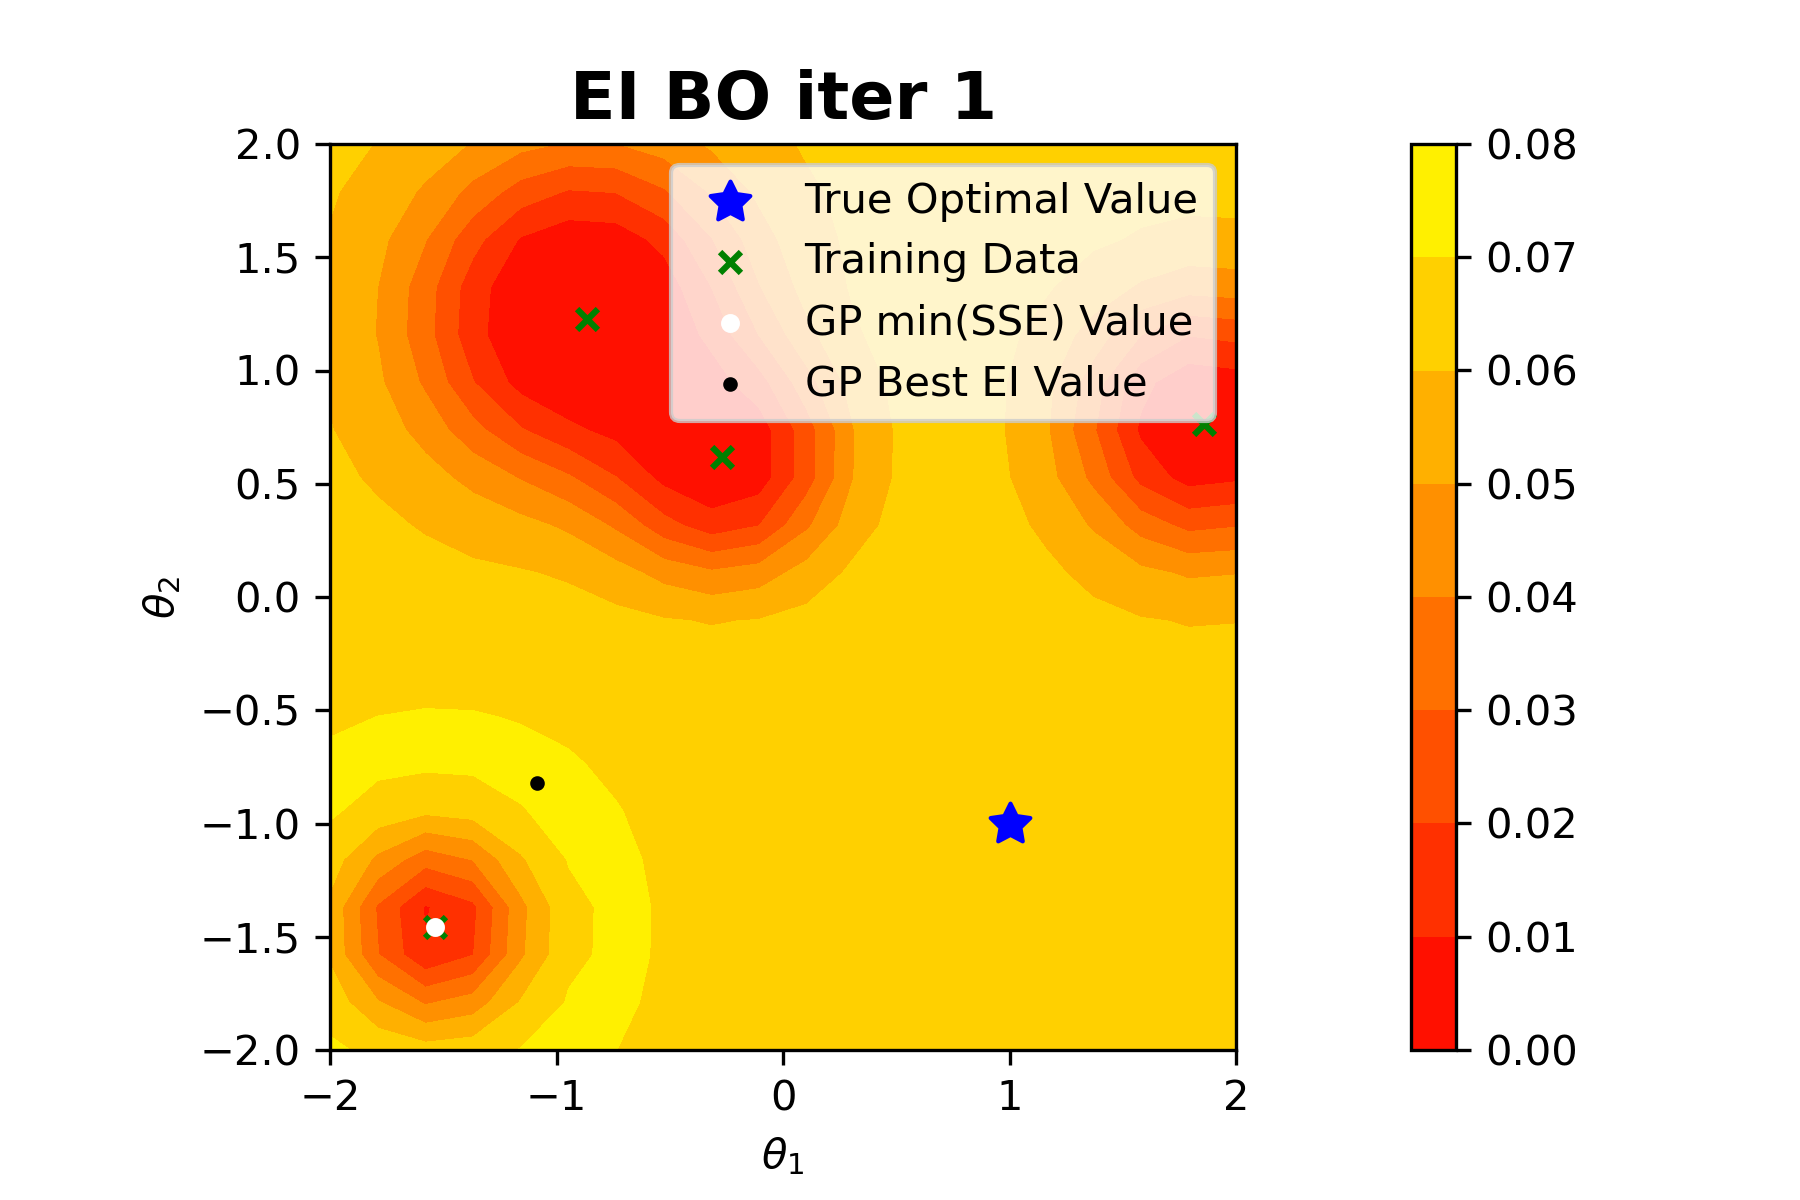 EI BO iter 1
2.0
1.5
1.0
0.5
0.0
−0.5
−1.0
−1.5
−2.0
θ₂
−2 −1 0 1 2
θ₁
True Optimal Value
Training Data
GP min(SSE) Value
GP Best EI Value
0.08
0.07
0.06
0.05
0.04
0.03
0.02
0.01
0.00